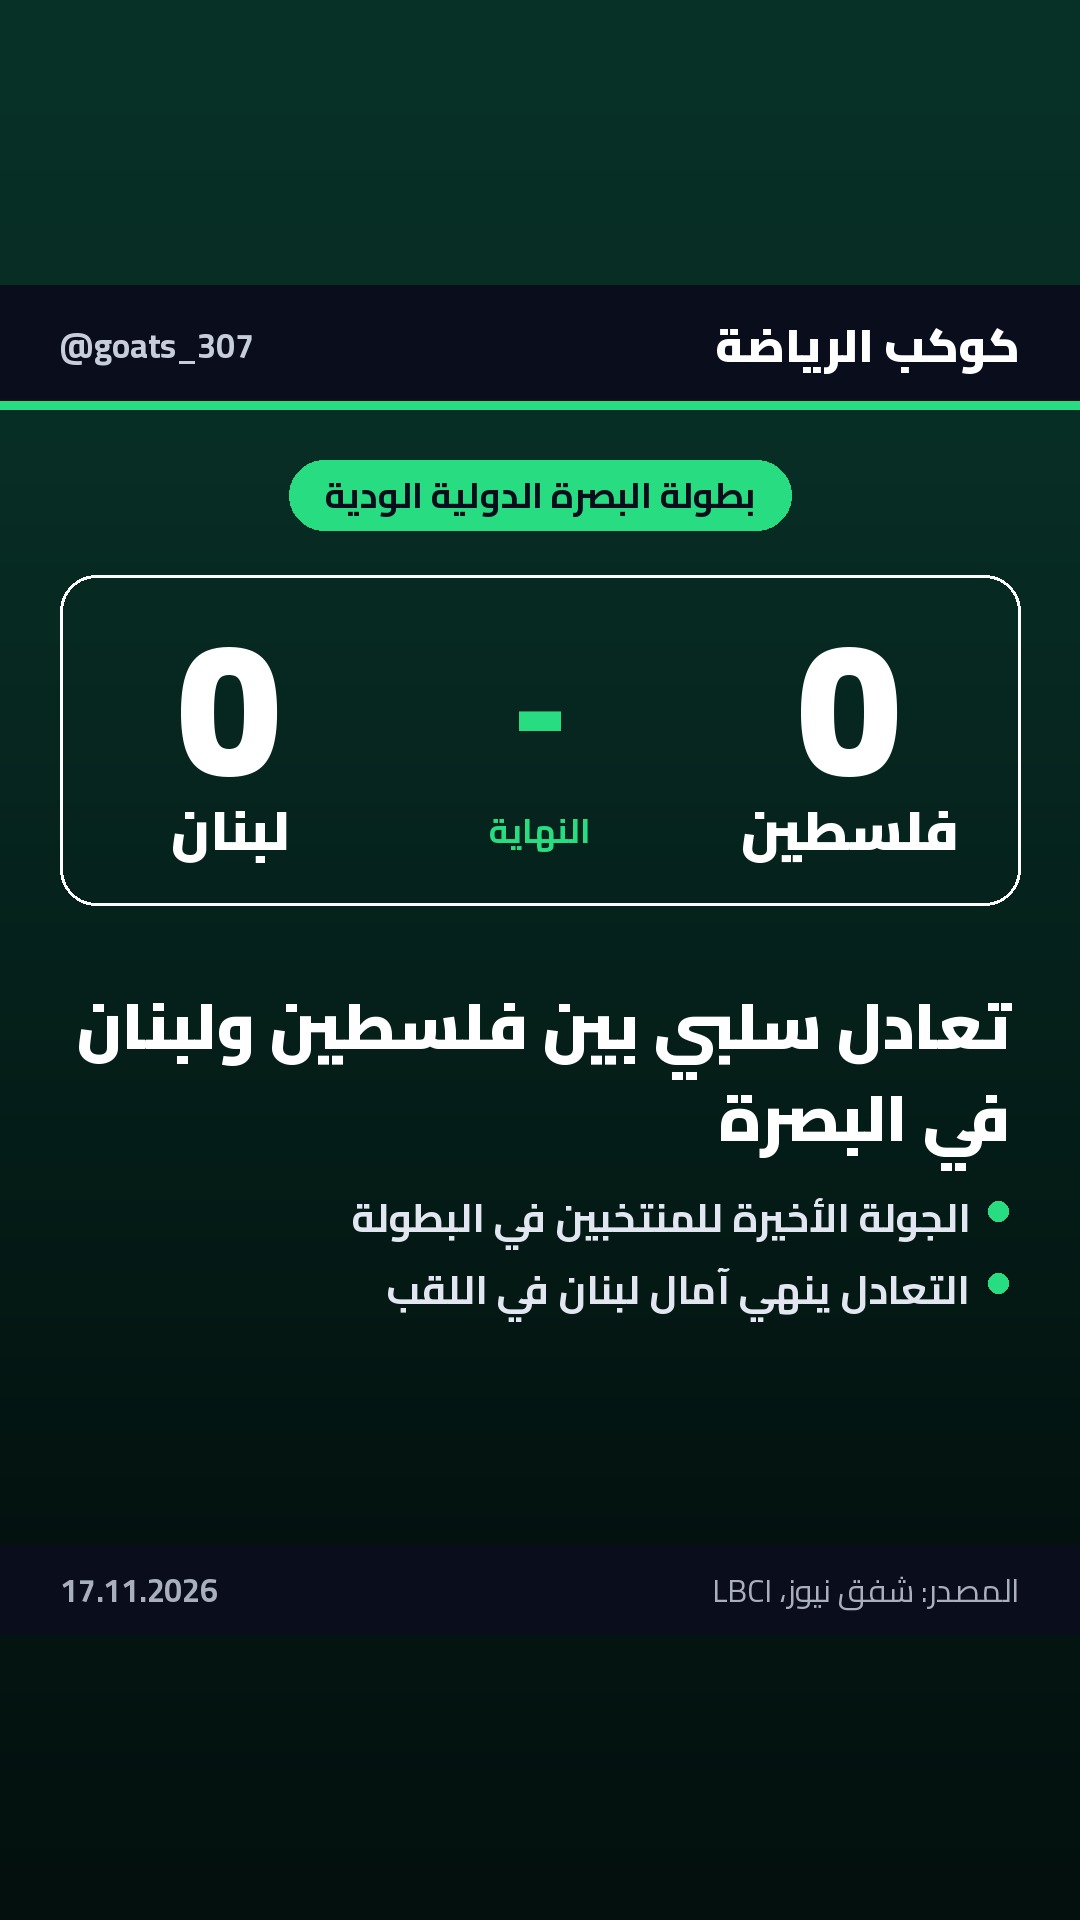 كوكب الرياضة
@goats_307
بطولة البصرة الدولية الودية
0 - 0
فلسطين النهاية لبنان
تعادل سلبي بين فلسطين ولبنان
في البصرة
الجولة الأخيرة للمنتخبين في البطولة
التعادل ينهي آمال لبنان في اللقب
المصدر: شفق نيوز، LBCI
17.11.2026